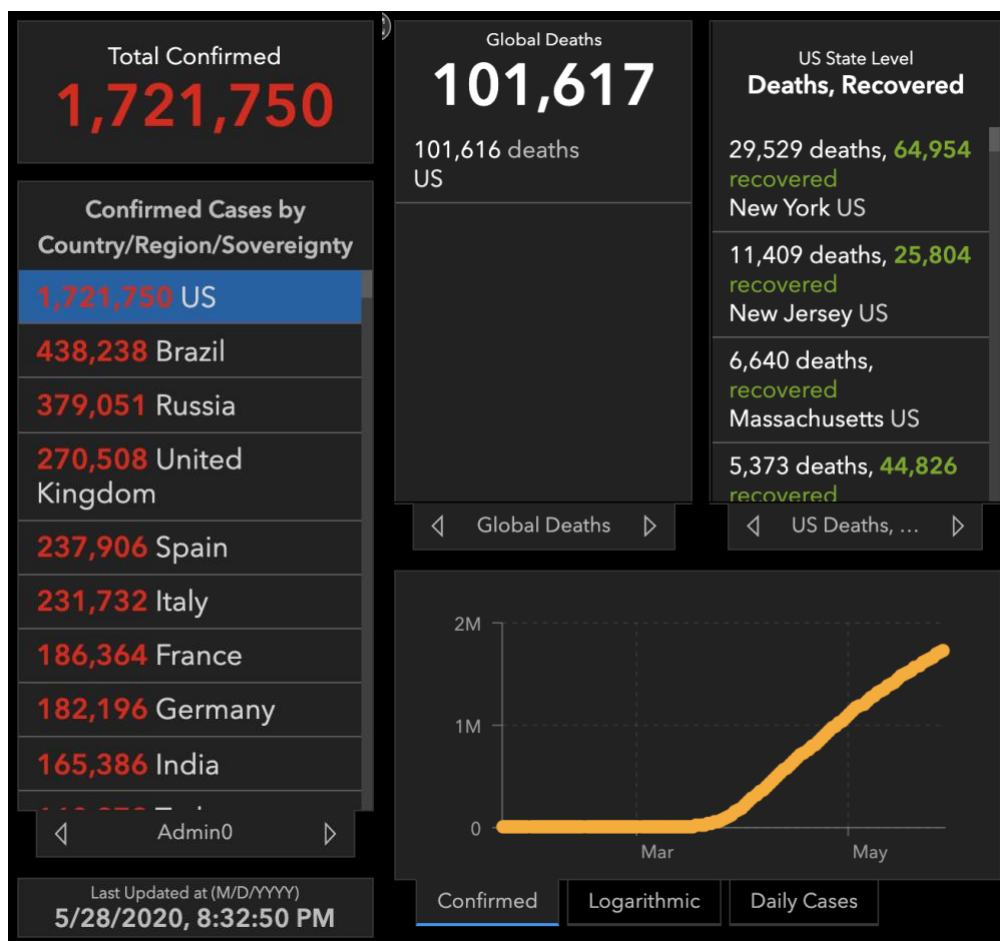 Total Confirmed
1,721,750
Confirmed Cases by
Country/Region/Sovereignty
1,721,750 US
438,238 Brazil
379,051 Russia
270,508 United
Kingdom
237,906 Spain
231,732 Italy
186,364 France
182,196 Germany
165,386 India
Admin0
Last Updated at (M/D/YYYY)
5/28/2020, 8:32:50 PM
Global Deaths
101,617
101,616 deaths
US
Global Deaths
US State Level
Deaths, Recovered
29,529 deaths, 64,954
recovered
New York US
11,409 deaths, 25,804
recovered
New Jersey US
6,640 deaths,
recovered
Massachusetts US
5,373 deaths, 44,826
recovered
US Deaths, ...
2M
1M
0
Mar
May
Confirmed
Logarithmic
Daily Cases